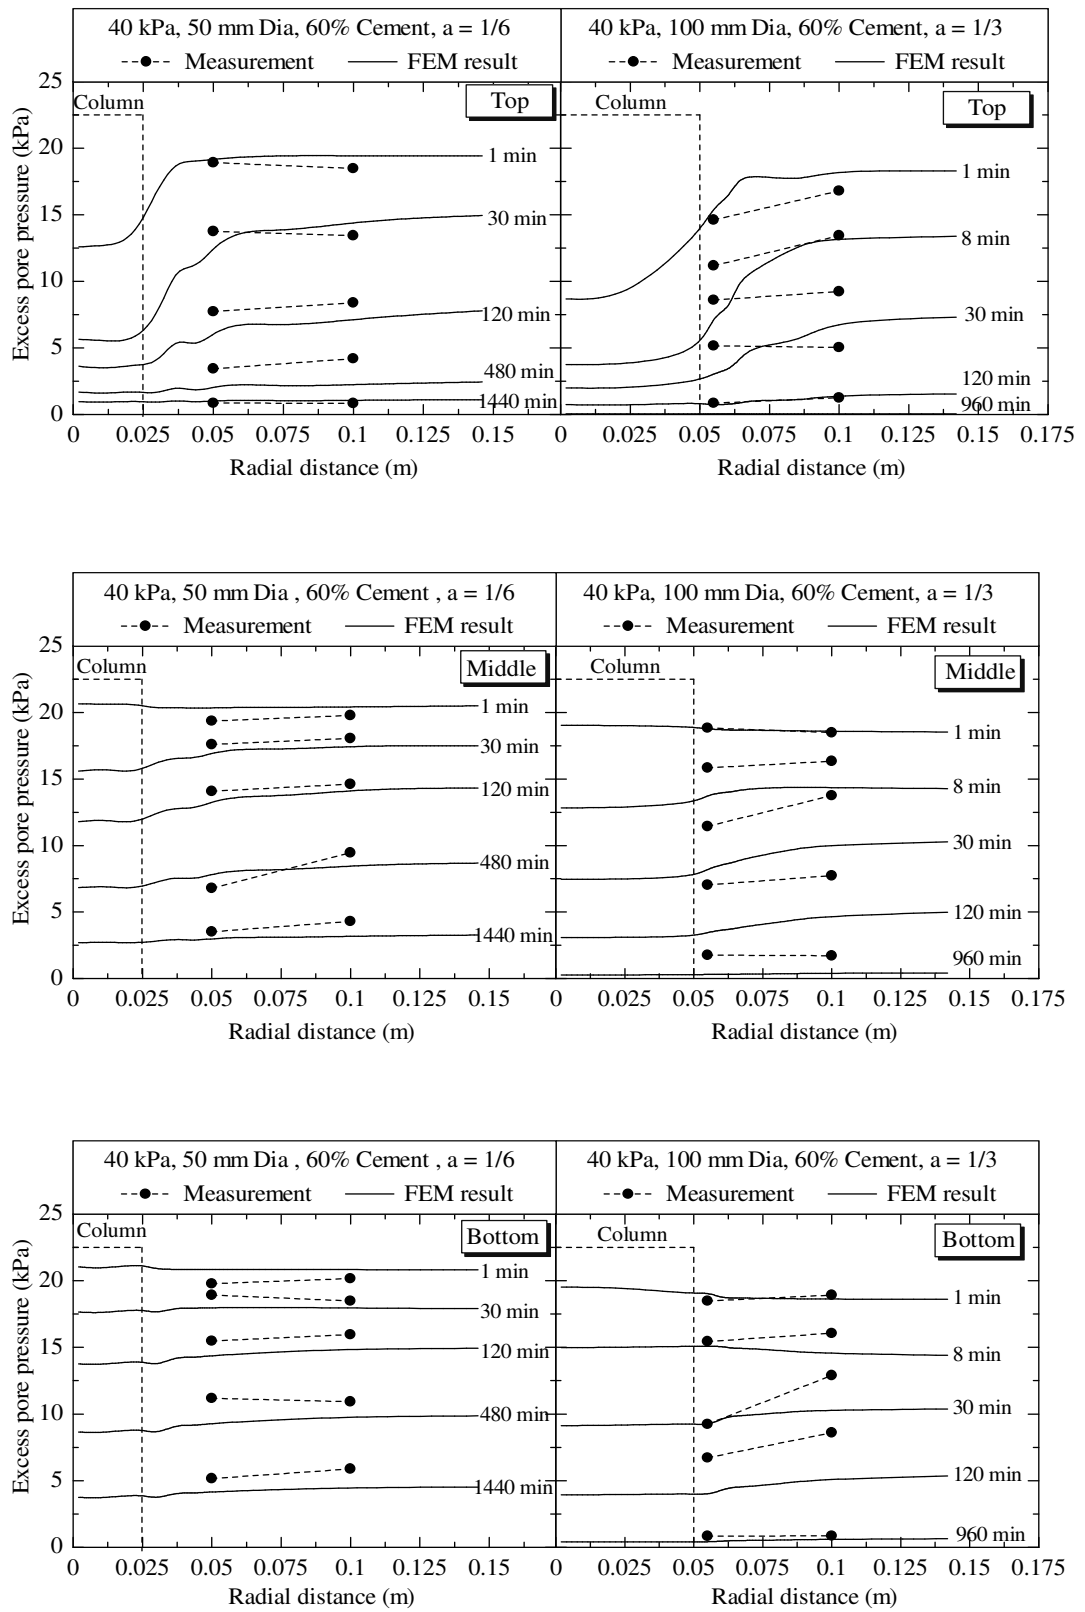 40 kPa, 50 mm Dia, 60% Cement, a = 1/6
Measurement FEM result
40 kPa, 100 mm Dia, 60% Cement, a = 1/3
Measurement FEM result
Excess pore pressure (kPa)
25
20
15
10
5
0
Column
Top
1 min
30 min
120 min
480 min
1440 min
Column
Top
1 min
8 min
30 min
120 min
960 min
0 0.025 0.05 0.075 0.1 0.125 0.15
0 0.025 0.05 0.075 0.1 0.125 0.15 0.175
Radial distance (m)
Radial distance (m)
40 kPa, 50 mm Dia , 60% Cement , a = 1/6
Measurement FEM result
40 kPa, 100 mm Dia, 60% Cement, a = 1/3
Measurement FEM result
Excess pore pressure (kPa)
25
20
15
10
5
0
Column
Middle
1 min
30 min
120 min
480 min
1440 min
Column
Middle
1 min
8 min
30 min
120 min
960 min
0 0.025 0.05 0.075 0.1 0.125 0.15
0 0.025 0.05 0.075 0.1 0.125 0.15 0.175
Radial distance (m)
Radial distance (m)
40 kPa, 50 mm Dia , 60% Cement , a = 1/6
Measurement FEM result
40 kPa, 100 mm Dia, 60% Cement, a = 1/3
Measurement FEM result
Excess pore pressure (kPa)
25
20
15
10
5
0
Column
Bottom
1 min
30 min
120 min
480 min
1440 min
Column
Bottom
1 min
8 min
30 min
120 min
960 min
0 0.025 0.05 0.075 0.1 0.125 0.15
0 0.025 0.05 0.075 0.1 0.125 0.15 0.175
Radial distance (m)
Radial distance (m)